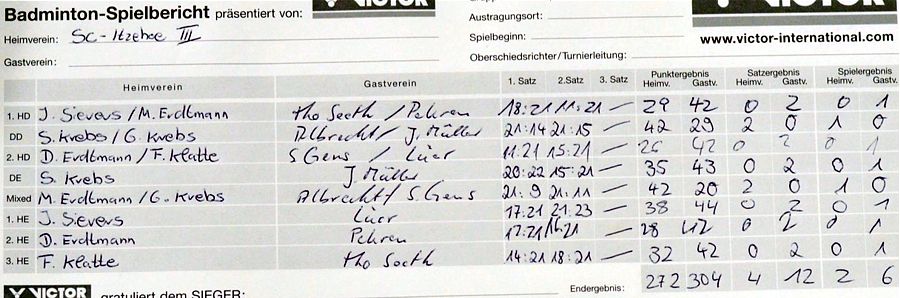 Badminton-Spielbericht präsentiert von: VICTOR
Heimverein: SC-Itzehoe III
Gastverein:
Austragungsort:
Spielbeginn:
Oberschiedsrichter/Turnierleitung:
www.victor-international.com
Heimverein Gastverein 1. Satz 2.Satz 3. Satz Punktergebnis Heimv. Gastv. Satzergebnis Heimv. Gastv. Spielergebnis Heimv. Gastv.
1. HD J. Sievers / M. Erdtmann tho Seeth / Pehren 18:21 11:21 — 29 42 0 2 0 1
DD S. Krebs / G. Krebs Albrecht / J. Müller 21:14 21:15 — 42 29 2 0 1 0
2. HD D. Erdtmann / F. Klatte S Gens / Lüer 11:21 15:21 — 26 42 0 2 0 1
DE S. Krebs J. Müller 20:22 15:21 — 35 43 0 2 0 1
Mixed M. Erdtmann / G. Krebs Albrecht / S. Gens 21:9 21:11 — 42 20 2 0 1 0
1. HE J. Sievers Lüer 17:21 21:23 — 38 44 0 2 0 1
2. HE D. Erdtmann Pehren 12:21 16:21 — 28 42 0 2 0 1
3. HE F. Klatte tho Seeth 14:21 18:21 — 32 42 0 2 0 1
VICTOR gratuliert dem SIEGER: Endergebnis: 272 304 4 12 2 6